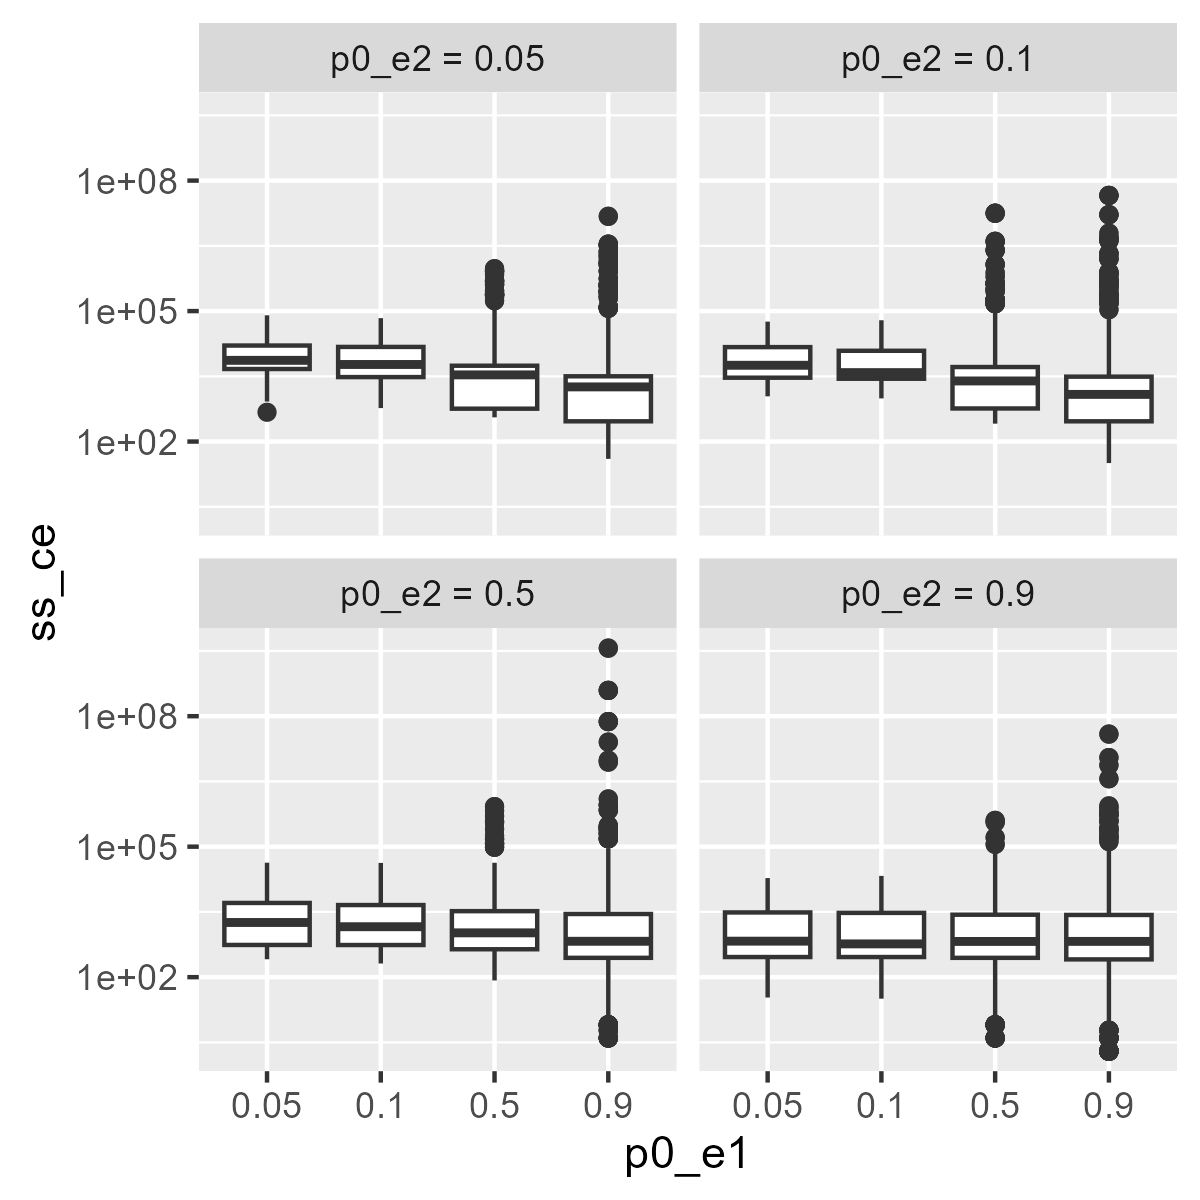 p0_e2 = 0.05
p0_e2 = 0.1
1e+08
1e+05
1e+02
ss_ce
p0_e2 = 0.5
p0_e2 = 0.9
1e+08
1e+05
1e+02
0.05 0.1 0.5 0.9
0.05 0.1 0.5 0.9
p0_e1